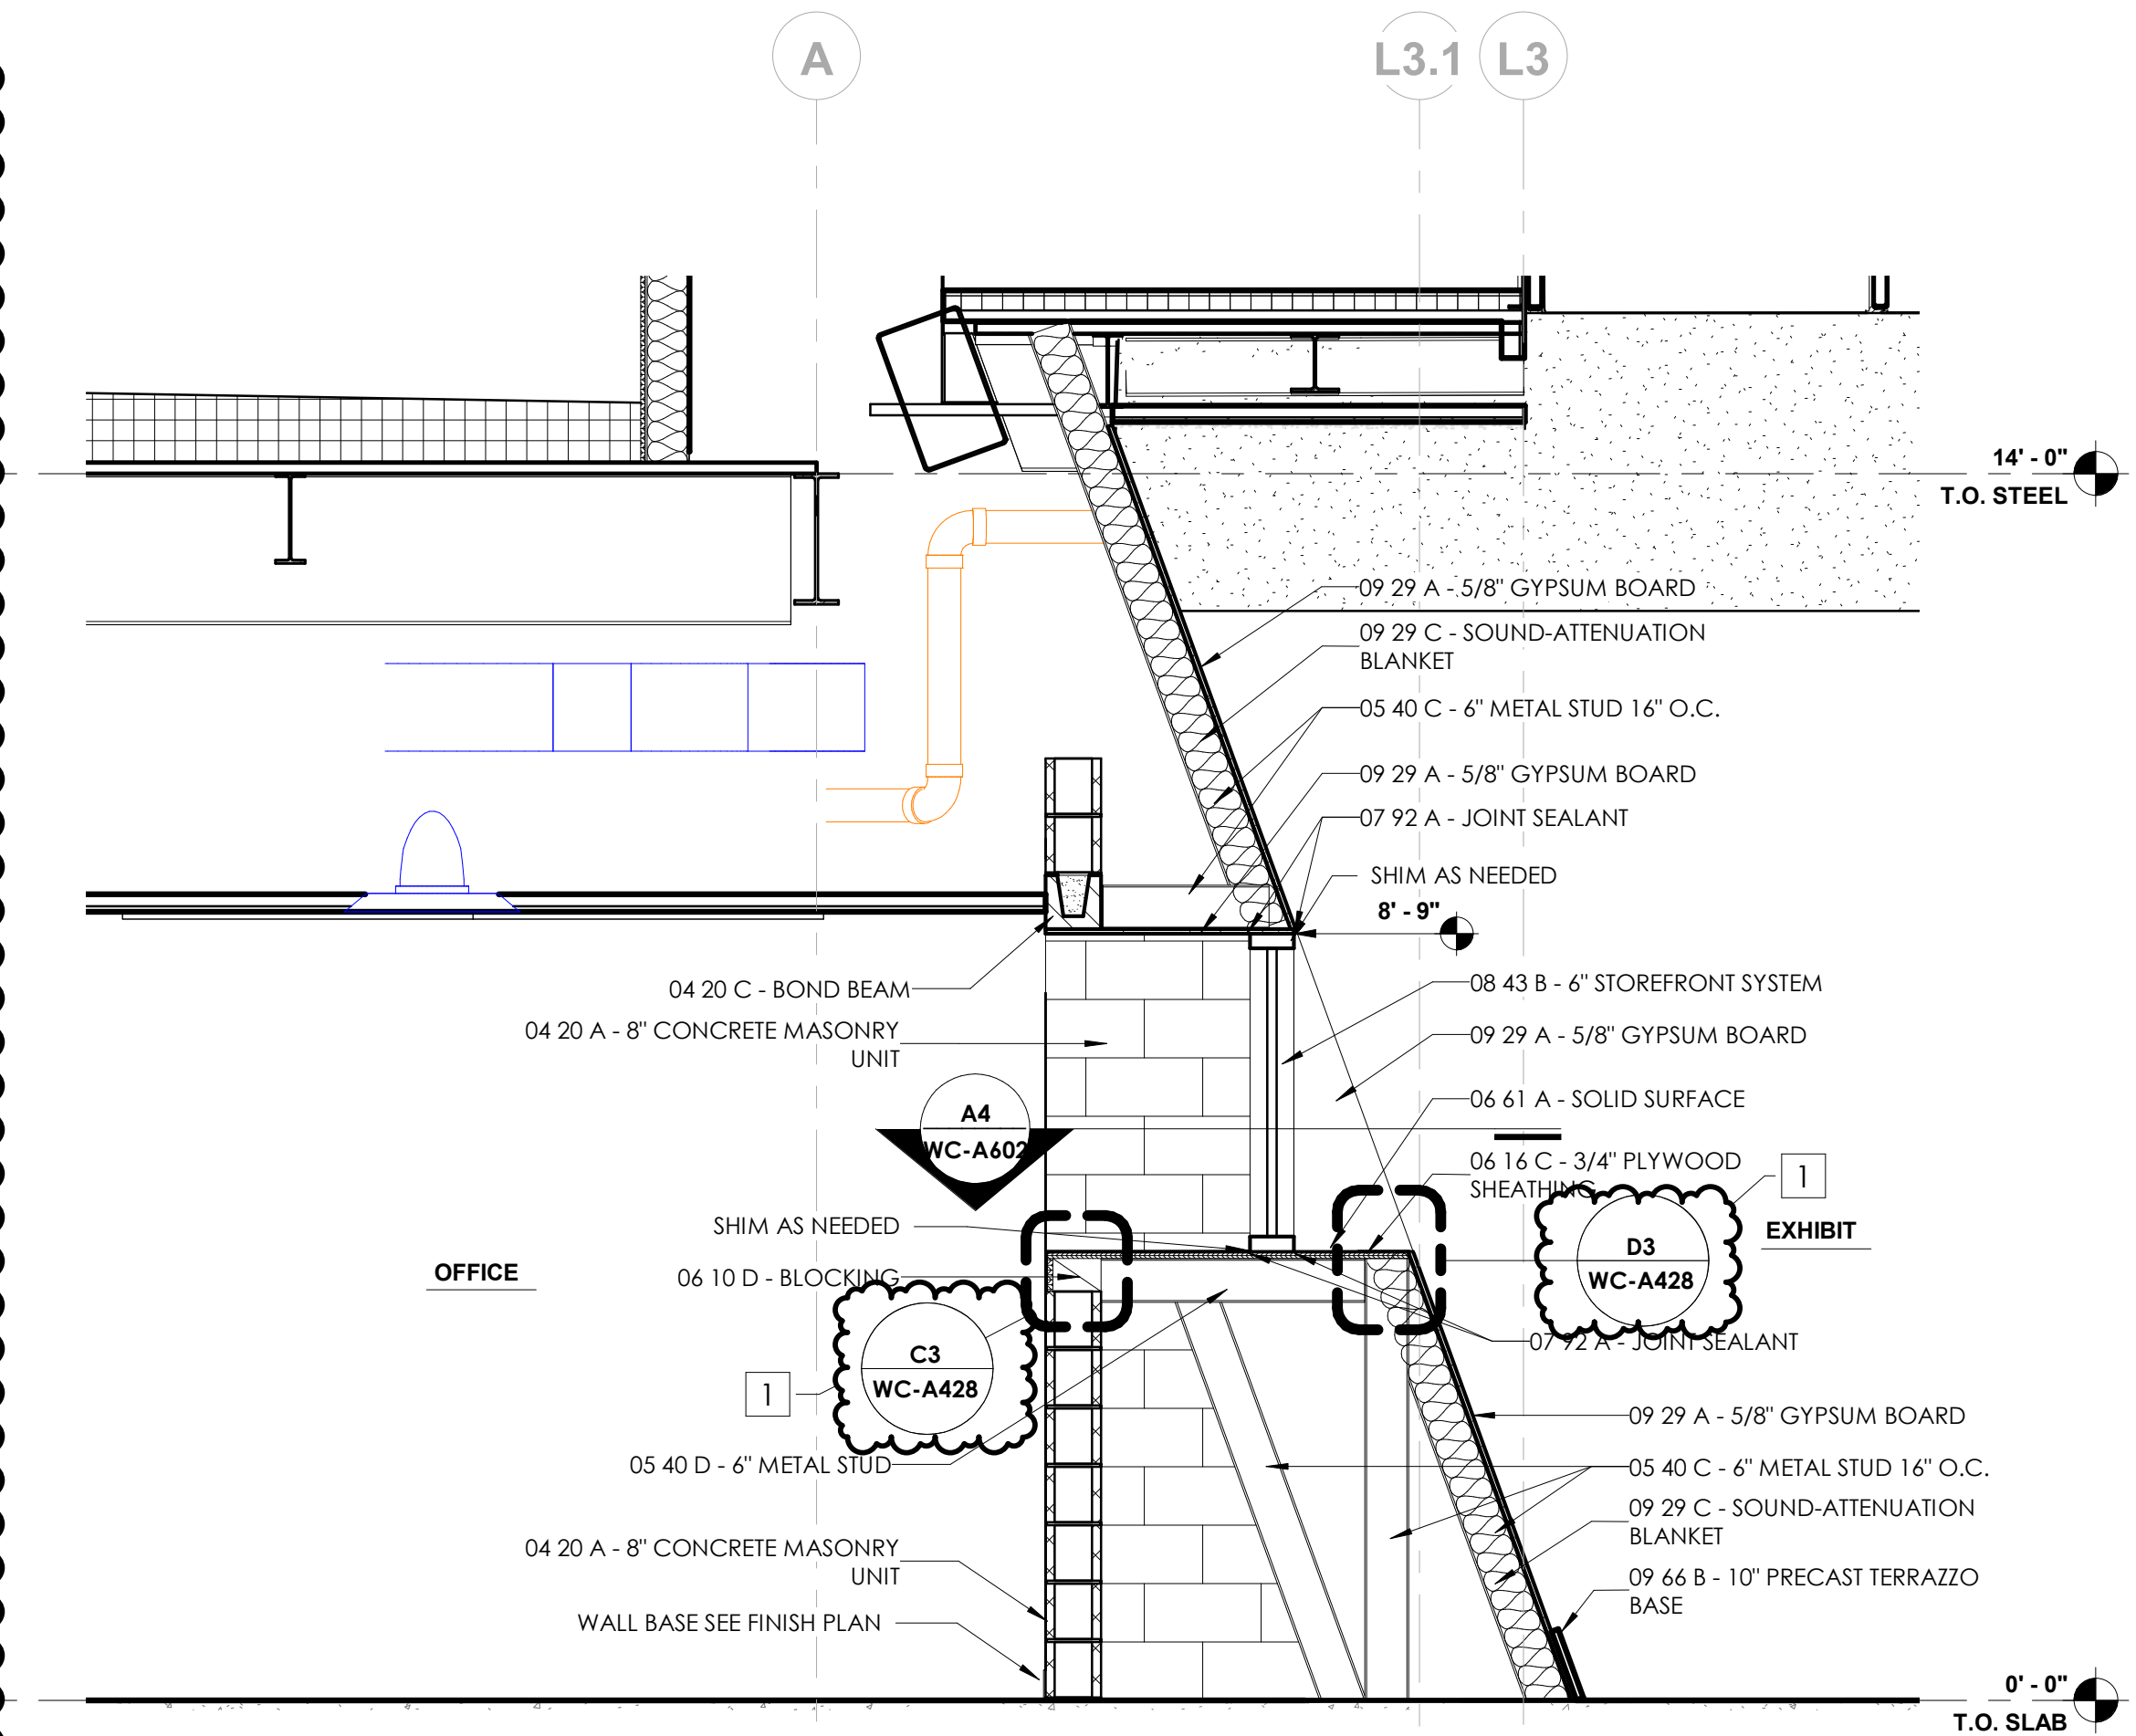 A
L3.1
L3
14' - 0"
T.O. STEEL
09 29 A - 5/8" GYPSUM BOARD
09 29 C - SOUND-ATTENUATION
BLANKET
05 40 C - 6" METAL STUD 16" O.C.
09 29 A - 5/8" GYPSUM BOARD
07 92 A - JOINT SEALANT
SHIM AS NEEDED
8' - 9"
04 20 C - BOND BEAM
08 43 B - 6" STOREFRONT SYSTEM
04 20 A - 8" CONCRETE MASONRY
UNIT
09 29 A - 5/8" GYPSUM BOARD
06 61 A - SOLID SURFACE
A4
WC-A602
06 16 C - 3/4" PLYWOOD
SHEATHING
1
SHIM AS NEEDED
EXHIBIT
D3
WC-A428
OFFICE
06 10 D - BLOCKING
07 92 A - JOINT SEALANT
C3
WC-A428
1
09 29 A - 5/8" GYPSUM BOARD
05 40 D - 6" METAL STUD
05 40 C - 6" METAL STUD 16" O.C.
09 29 C - SOUND-ATTENUATION
BLANKET
04 20 A - 8" CONCRETE MASONRY
UNIT
09 66 B - 10" PRECAST TERRAZZO
BASE
WALL BASE SEE FINISH PLAN
0' - 0"
T.O. SLAB